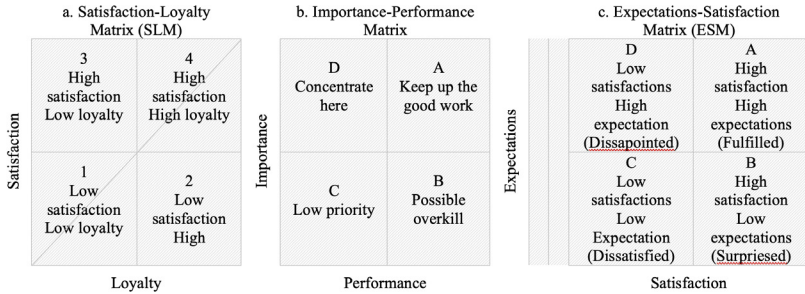 a. Satisfaction-Loyalty
Matrix (SLM)
3
High
satisfaction
Low loyalty
4
High
satisfaction
High loyalty
1
Low
satisfaction
Low loyalty
2
Low
satisfaction
High
Satisfaction
Loyalty
b. Importance-Performance
Matrix
D
Concentrate
here
A
Keep up the
good work
C
Low priority
B
Possible
overkill
Importance
Performance
c. Expectations-Satisfaction
Matrix (ESM)
D
Low
satisfactions
High
expectation
(Dissapointed)
A
High
satisfaction
High
expectations
(Fulfilled)
C
Low
satisfactions
Low
Expectation
(Dissatisfied)
B
High
satisfaction
Low
expectations
(Surpriesed)
Expectations
Satisfaction